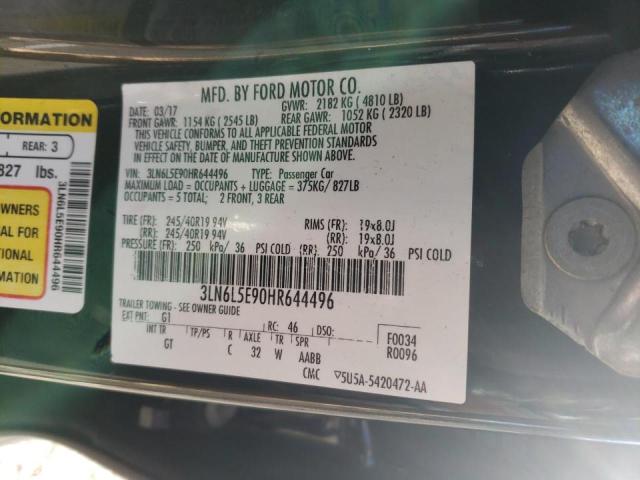 MFD. BY FORD MOTOR CO.
DATE: 03/17 GVWR: 2182 KG ( 4810 LB)
FRONT GAWR: 1154 KG ( 2545 LB) REAR GAWR: 1052 KG ( 2320 LB)
THIS VEHICLE CONFORMS TO ALL APPLICABLE FEDERAL MOTOR
VEHICLE SAFETY, BUMPER, AND THEFT PREVENTION STANDARDS
IN EFFECT ON THE DATE OF MANUFACTURE SHOWN ABOVE.
VIN: 3LN6L5E90HR644496 TYPE: Passenger Car
MAXIMUM LOAD = OCCUPANTS + LUGGAGE = 375KG/ 827LB
OCCUPANTS = 5 TOTAL; 2 FRONT, 3 REAR
TIRE (FR): 245/40R19 94V RIMS (FR): 19x8.0J
(RR): 245/40R19 94V (RR): 19x8.0J
PRESSURE (FR): 250 kPa/ 36 PSI COLD (RR): 250 kPa/ 36 PSI COLD
3LN6L5E90HR644496
TRAILER TOWING - SEE OWNER GUIDE
EXT PNT: G1 RC: 46 DSO: F0034
INT TR TP/PS R AXLE TR SPR R0096
GT C 32 W AABB
CMC ▽5U5A-5420472-AA
ORMATION
REAR: 3
827 lbs.
OWNERS
AL FOR
TIONAL
RMATION
3LN6L5E90HR644496